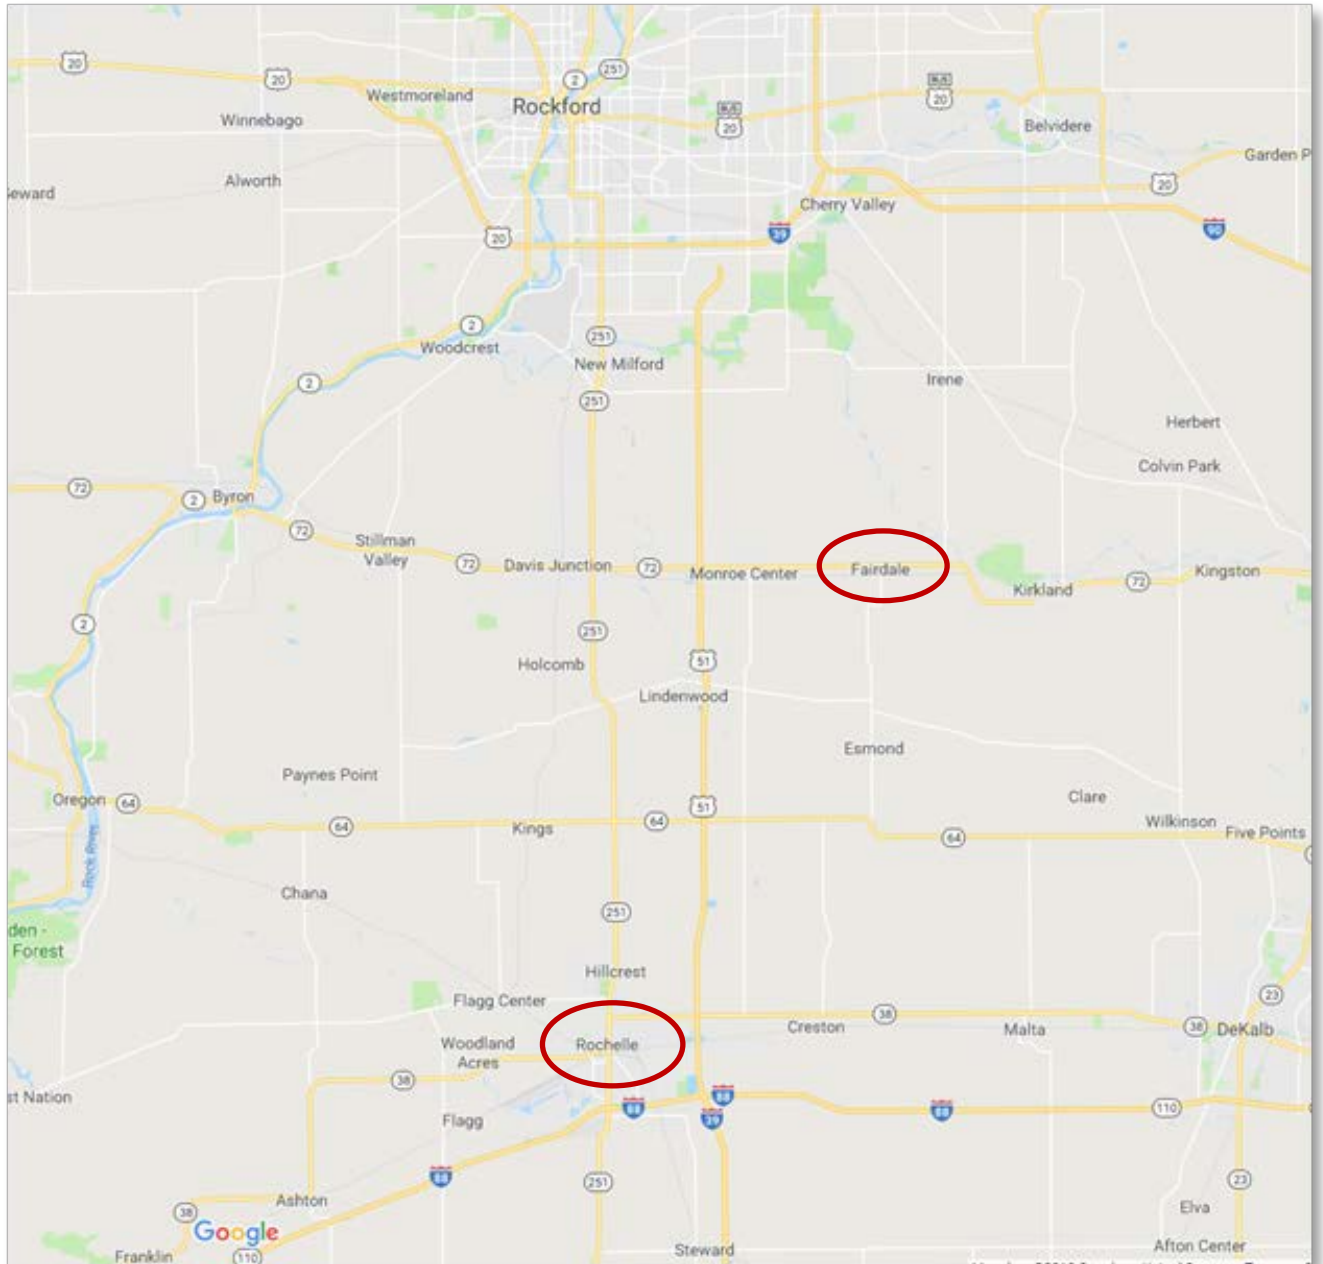 20
251
2
20
BUS
20
Westmoreland
Rockford
BUS
20
Winnebago
Belvidere
Garden P
Alworth
20
Seward
Cherry Valley
90
39
20
2
251
Woodcrest
New Milford
2
Irene
251
Herbert
Colvin Park
72
2
Byron
72
Stillman
Valley
72
Davis Junction
72
Monroe Center
Fairdale
Kingston
72
Kirkland
2
251
51
Holcomb
Lindenwood
Esmond
Paynes Point
Clare
Oregon
64
51
64
64
Kings
Wilkinson
Five Points
64
Rock River
Chana
251
den -
Forest
Hillcrest
23
Flagg Center
38
Creston
Malta
38
DeKalb
Woodland
Acres
Rochelle
38
st Nation
88
88
88
110
39
Flagg
88
251
23
Ashton
Elva
38
Google
Franklin
110
Steward
Afton Center